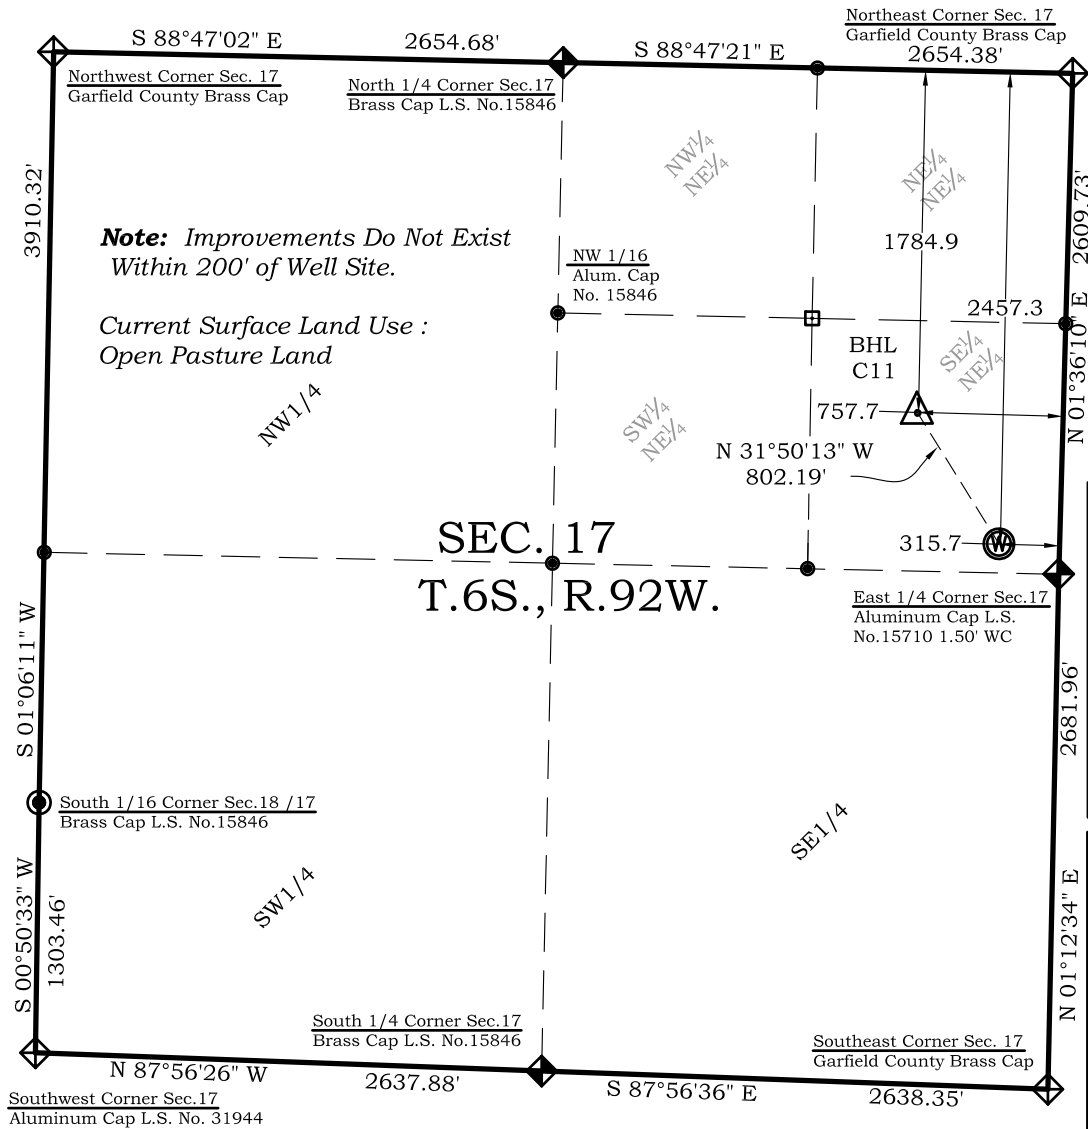 Northeast Corner Sec. 17
Garfield County Brass Cap
S 88°47'02" E
2654.68'
S 88°47'21" E
2654.38'
Northwest Corner Sec. 17
Garfield County Brass Cap
North 1/4 Corner Sec.17
Brass Cap L.S. No.15846
NW1/4
NE1/4
NE1/4
NE1/4
3910.32'
2609.73'
Note: Improvements Do Not Exist
Within 200' of Well Site.
1784.9
NW 1/16
Alum. Cap
No. 15846
2457.3
Current Surface Land Use :
Open Pasture Land
BHL
C11
SE1/4
NE1/4
N 01°36'10" E
NW1/4
SW1/4
NE1/4
757.7
N 31°50'13" W
802.19'
SEC. 17
T.6S., R.92W.
315.7
East 1/4 Corner Sec.17
Aluminum Cap L.S.
No.15710 1.50' WC
S 01°06'11" W
2681.96'
South 1/16 Corner Sec.18 /17
Brass Cap L.S. No.15846
SE1/4
SW1/4
S 00°50'33" W
1303.46'
N 01°12'34" E
South 1/4 Corner Sec.17
Brass Cap L.S. No.15846
Southeast Corner Sec. 17
Garfield County Brass Cap
N 87°56'26" W
2637.88'
S 87°56'36" E
2638.35'
Southwest Corner Sec.17
Aluminum Cap L.S. No. 31944
W